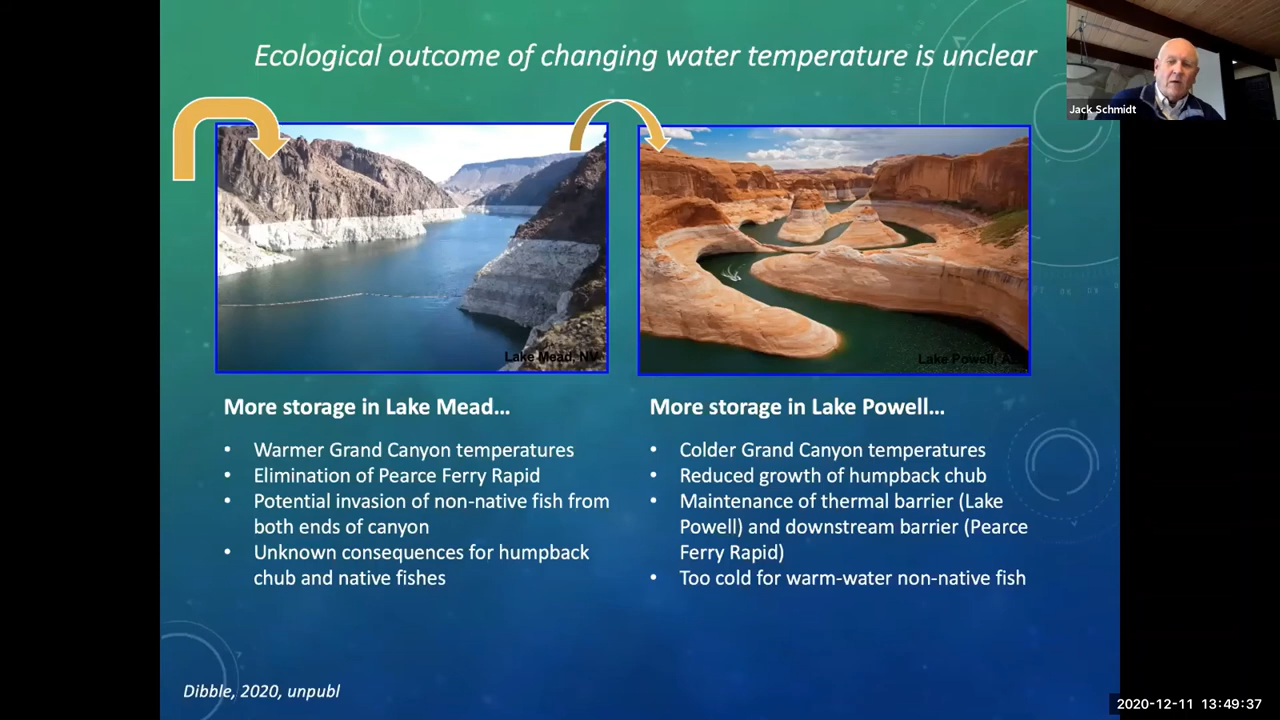 Ecological outcome of changing water temperature is unclear
Jack Schmidt
Lake Mead, NV
Lake Powell,
More storage in Lake Mead…
• Warmer Grand Canyon temperatures
• Elimination of Pearce Ferry Rapid
• Potential invasion of non-native fish from
both ends of canyon
• Unknown consequences for humpback
chub and native fishes
More storage in Lake Powell…
• Colder Grand Canyon temperatures
• Reduced growth of humpback chub
• Maintenance of thermal barrier (Lake
Powell) and downstream barrier (Pearce
Ferry Rapid)
• Too cold for warm-water non-native fish
Dibble, 2020, unpubl
2020-12-11 13:49:37